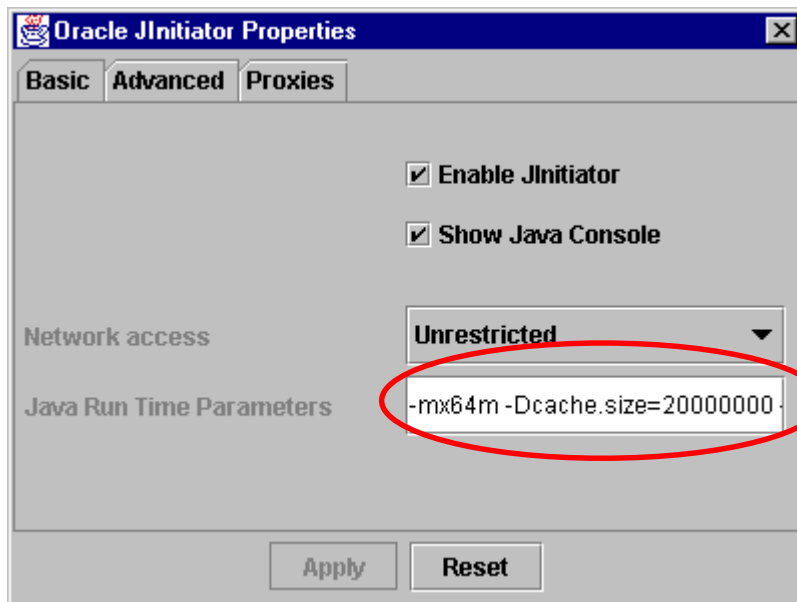 Oracle JInitiator Properties
Basic Advanced Proxies
Enable JInitiator
Show Java Console
Network access Unrestricted
Java Run Time Parameters -mx64m -Dcache.size=20000000 -
Apply Reset